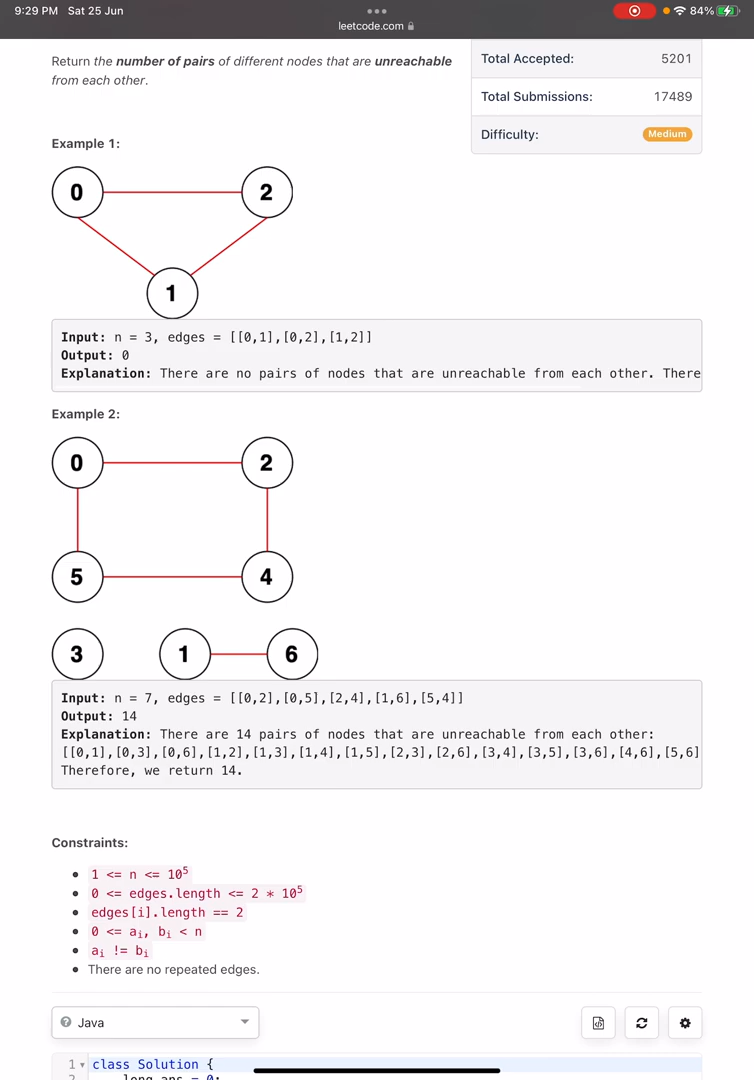 9:29 PM Sat 25 Jun
84%
leetcode.com
Return the number of pairs of different nodes that are unreachable
from each other.
Total Accepted: 5201
Total Submissions: 17489
Difficulty: Medium
Example 1:
0
2
1
Input: n = 3, edges = [[0,1],[0,2],[1,2]]
Output: 0
Explanation: There are no pairs of nodes that are unreachable from each other. There
Example 2:
0
2
5
4
3
1
6
Input: n = 7, edges = [[0,2],[0,5],[2,4],[1,6],[5,4]]
Output: 14
Explanation: There are 14 pairs of nodes that are unreachable from each other:
[[0,1],[0,3],[0,6],[1,2],[1,3],[1,4],[1,5],[2,3],[2,6],[3,4],[3,5],[3,6],[4,6],[5,6]
Therefore, we return 14.
Constraints:
1 <= n <= 10⁵
0 <= edges.length <= 2 * 10⁵
edges[i].length == 2
0 <= aᵢ, bᵢ < n
aᵢ != bᵢ
There are no repeated edges.
Java
1 class Solution {
2 long ans = 0;